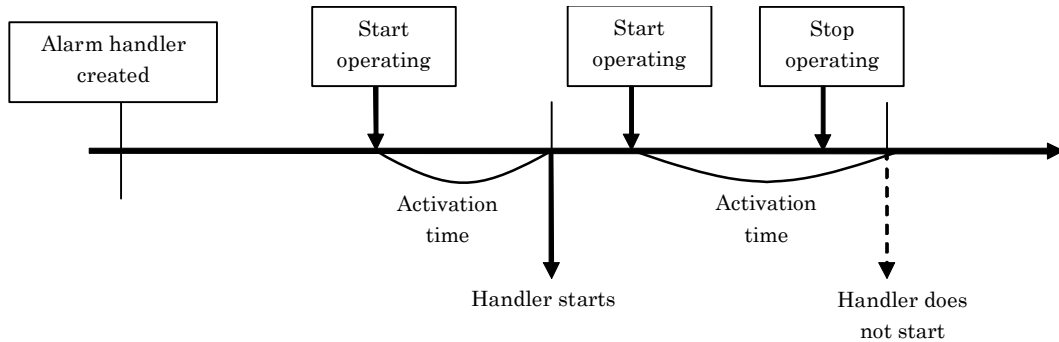 Alarm handler
created
Start
operating
Start
operating
Stop
operating
Activation
time
Activation
time
Handler starts
Handler does
not start